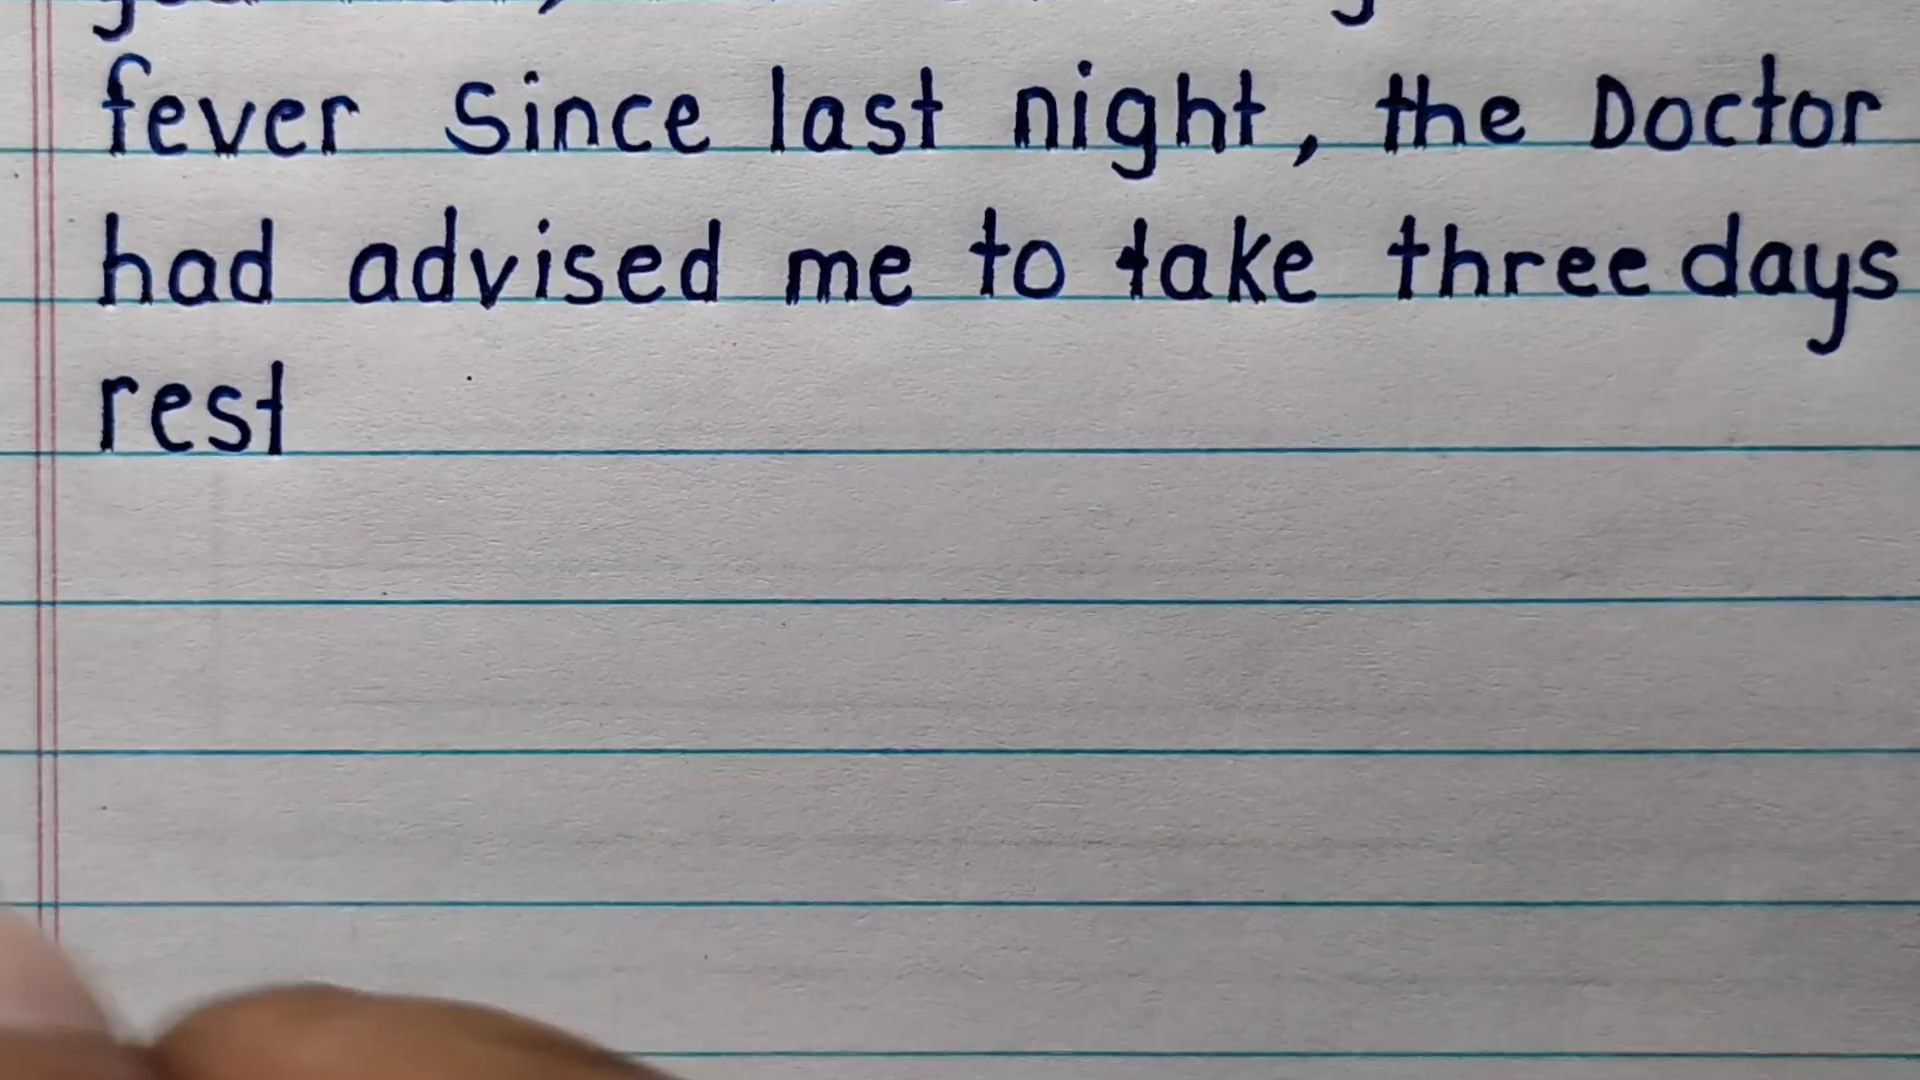 fever since last night, the Doctor
had advised me to take three days
rest